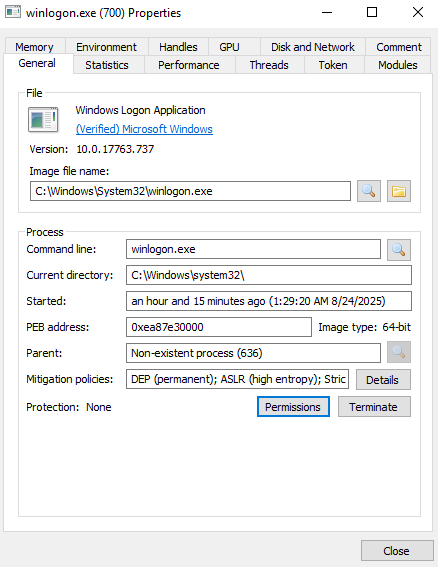 winlogon.exe (700) Properties
Memory Environment Handles GPU Disk and Network Comment
General Statistics Performance Threads Token Modules
File
Windows Logon Application
(Verified) Microsoft Windows
Version: 10.0.17763.737
Image file name:
C:\Windows\System32\winlogon.exe
Process
Command line: winlogon.exe
Current directory: C:\Windows\system32\
Started: an hour and 15 minutes ago (1:29:20 AM 8/24/2025)
PEB address: 0xea87e30000 Image type: 64-bit
Parent: Non-existent process (636)
Mitigation policies: DEP (permanent); ASLR (high entropy); Stric Details
Protection: None Permissions Terminate
Close